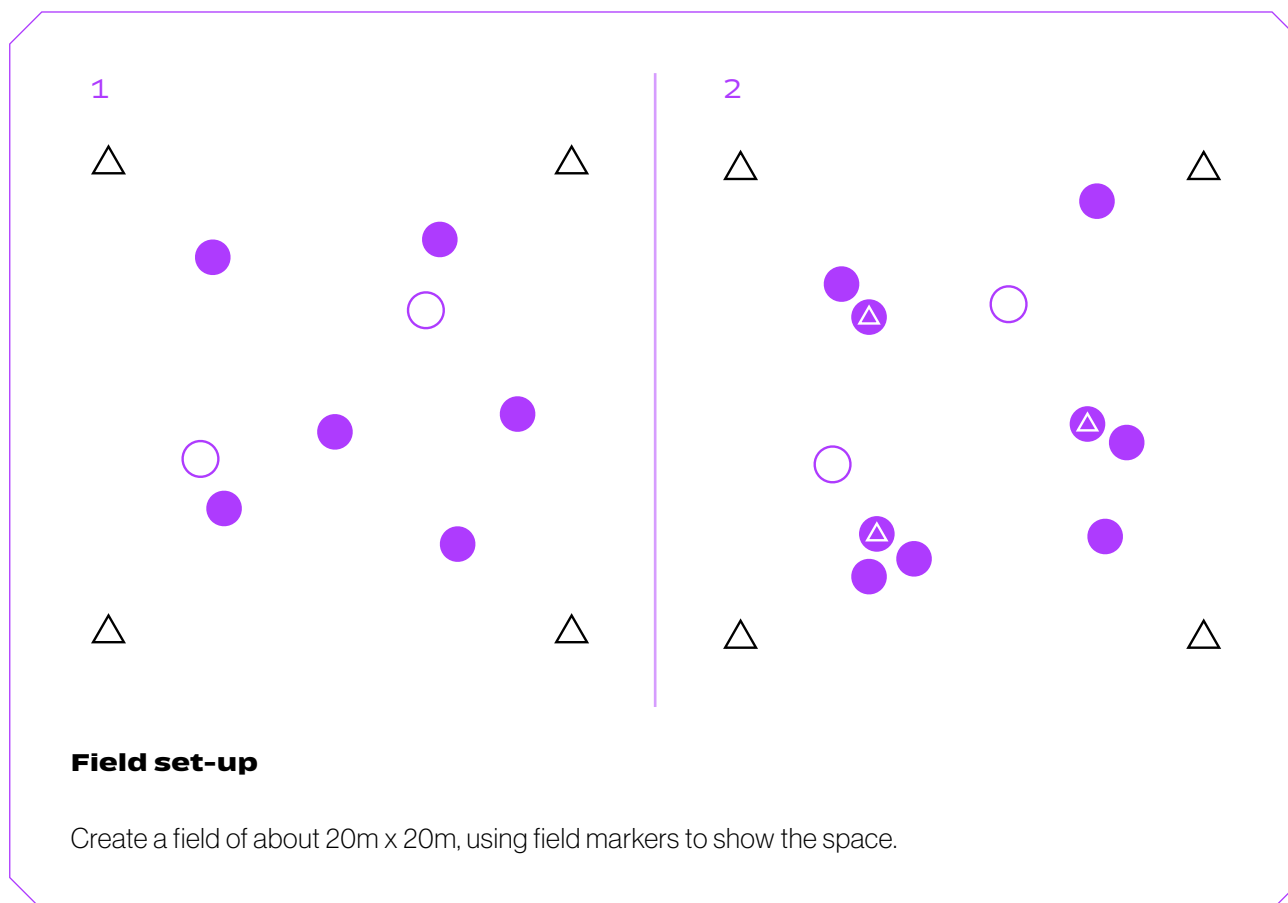 1
2
Field set-up
Create a field of about 20m x 20m, using field markers to show the space.